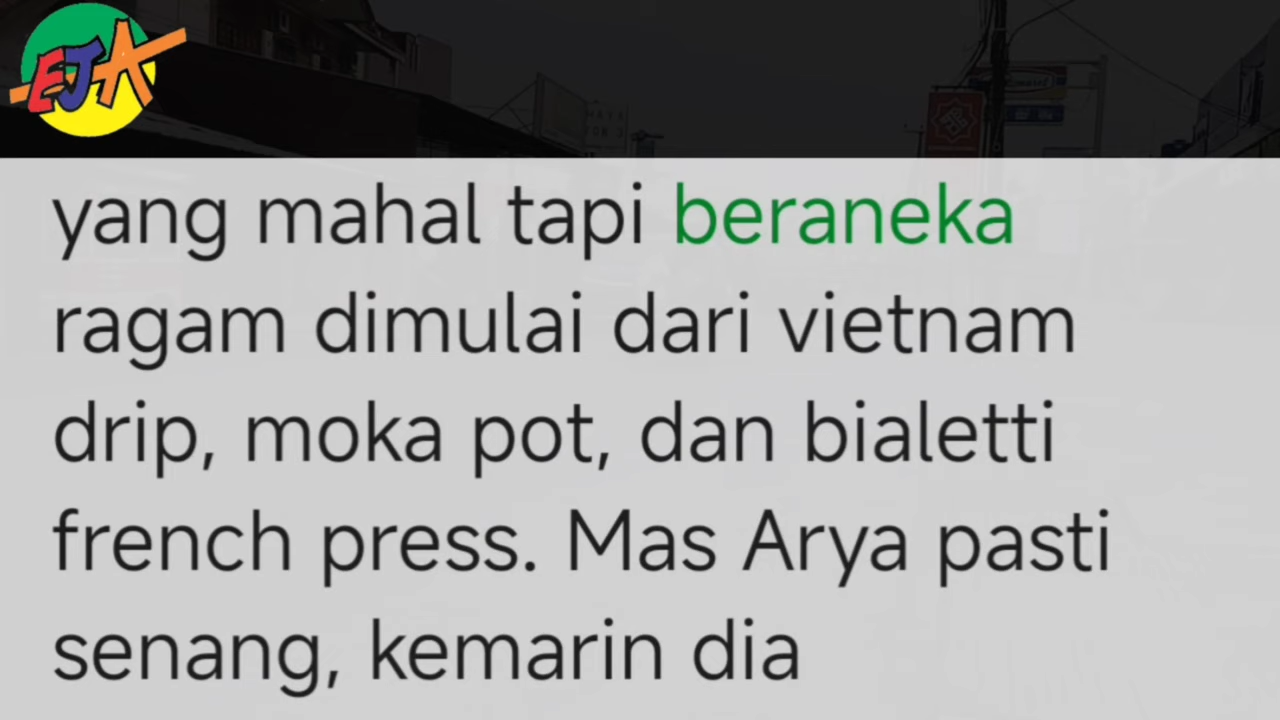 EJA
yang mahal tapi beraneka
ragam dimulai dari vietnam
drip, moka pot, dan bialetti
french press. Mas Arya pasti
senang, kemarin dia